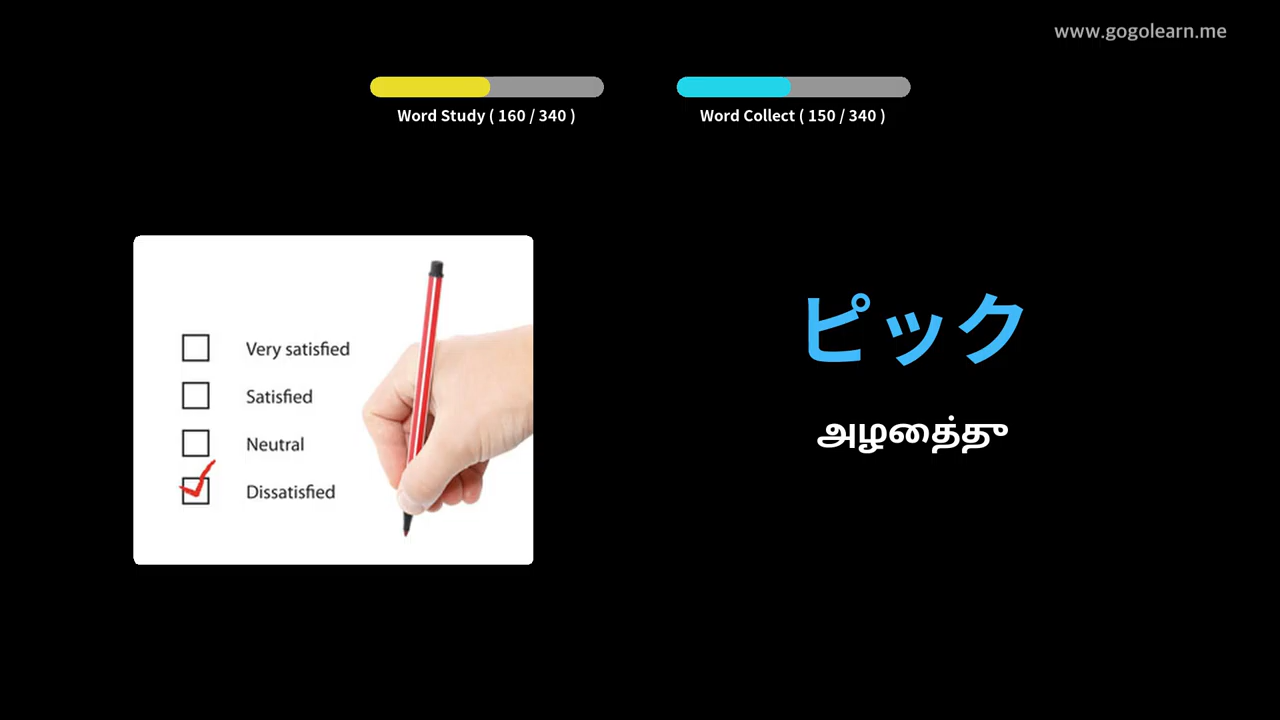 www.gogolearn.me
Word Study ( 160 / 340 )
Word Collect ( 150 / 340 )
Very satisfied
Satisfied
Neutral
Dissatisfied
ピック
அழைத்து